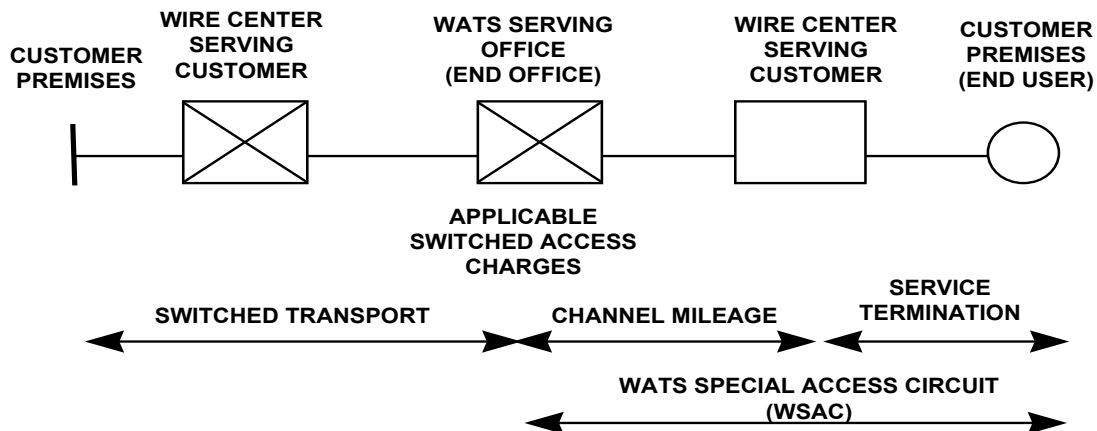 CUSTOMER
PREMISES
WIRE CENTER
SERVING
CUSTOMER
WATS SERVING
OFFICE
(END OFFICE)
WIRE CENTER
SERVING
CUSTOMER
CUSTOMER
PREMISES
(END USER)
APPLICABLE
SWITCHED ACCESS
CHARGES
SWITCHED TRANSPORT
CHANNEL MILEAGE
SERVICE
TERMINATION
WATS SPECIAL ACCESS CIRCUIT
(WSAC)